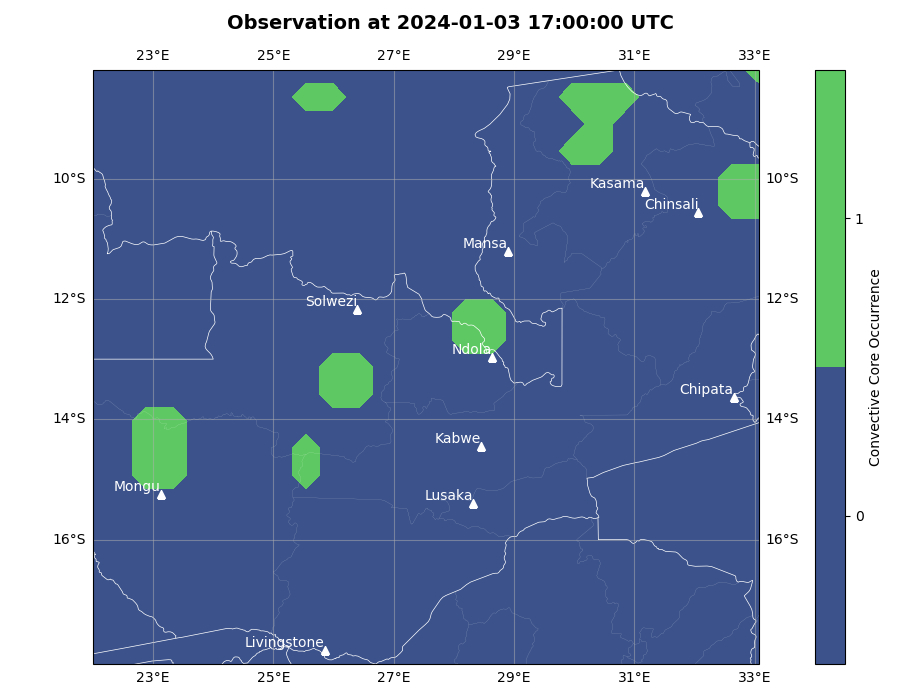 Observation at 2024-01-03 17:00:00 UTC
23°E 25°E 27°E 29°E 31°E 33°E
10°S 10°S
Kasama
Chinsali
1
Mansa
12°S 12°S
Solwezi
Ndola
Convective Core Occurrence
Chipata
14°S 14°S
Kabwe
Mongu
Lusaka
0
16°S 16°S
Livingstone
23°E 25°E 27°E 29°E 31°E 33°E